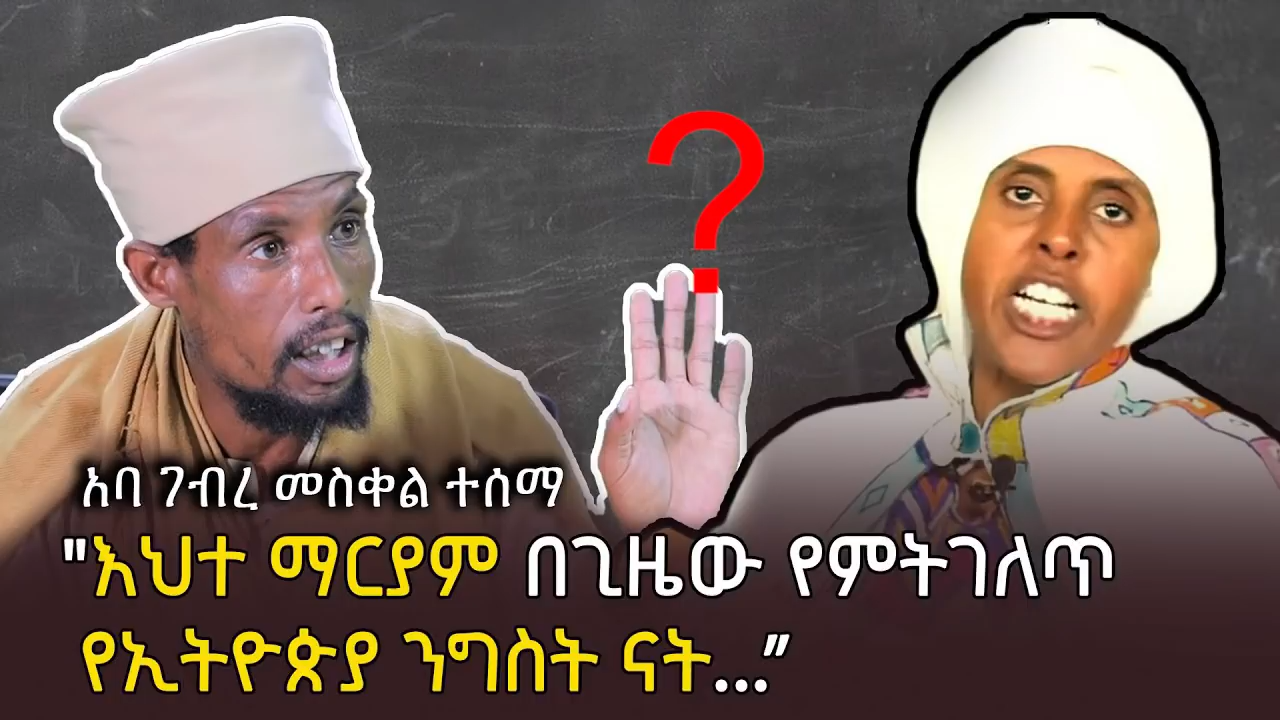 ?
አባ ገብረ መስቀል ተሰማ
"እህተ ማርያም በጊዜው የምትገለጥ
የኢትዮጵያ ንግስት ናት..."